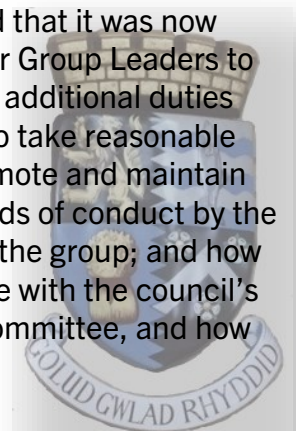 d that it was now
r Group Leaders to
additional duties
o take reasonable
mote and maintain
ds of conduct by the
the group; and how
e with the council's
ommittee, and how
GOLUD GWLAD RHYDDID